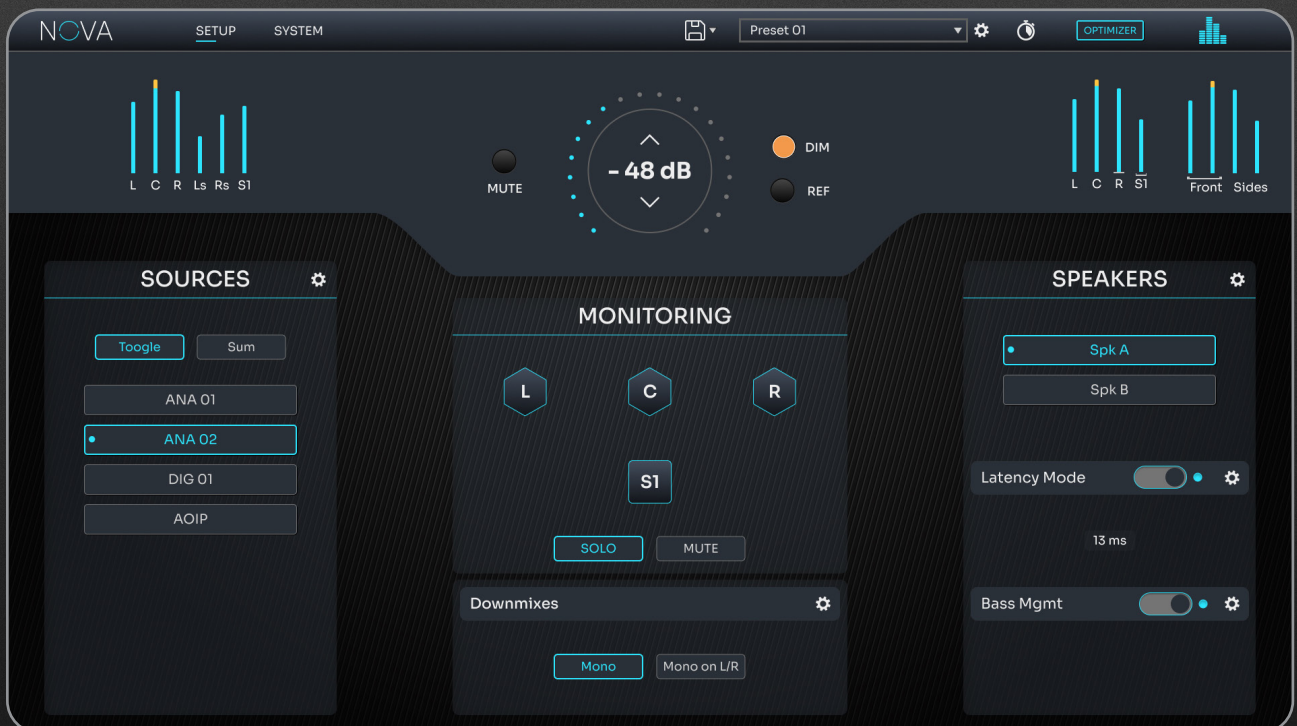 NOVA
SETUP
SYSTEM
Preset 01
OPTIMIZER
L C R Ls Rs S1
MUTE
- 48 dB
DIM
REF
L C R S1
Front Sides
SOURCES
Toogle
Sum
ANA 01
ANA 02
DIG 01
AOIP
MONITORING
L
C
R
S1
SOLO
MUTE
Downmixes
Mono
Mono on L/R
SPEAKERS
Spk A
Spk B
Latency Mode
13 ms
Bass Mgmt